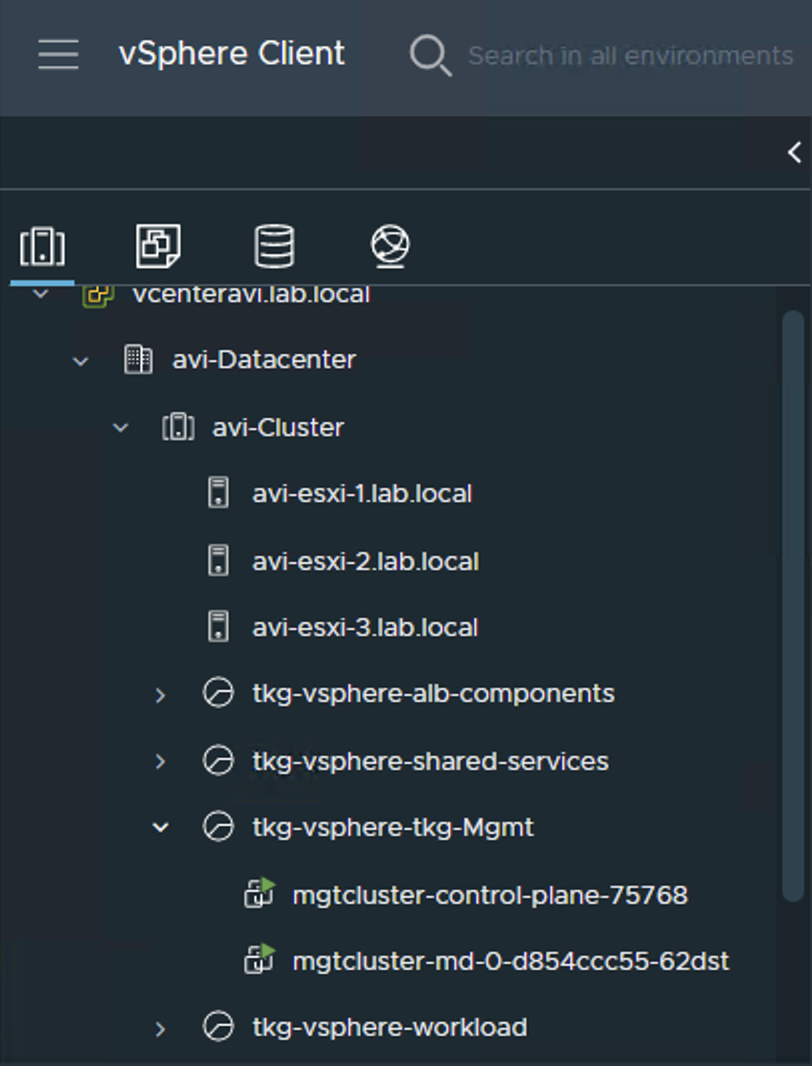 vSphere Client
Search in all environments
vcenteravi.lab.local
avi-Datacenter
avi-Cluster
avi-esxi-1.lab.local
avi-esxi-2.lab.local
avi-esxi-3.lab.local
tkg-vsphere-alb-components
tkg-vsphere-shared-services
tkg-vsphere-tkg-Mgmt
mgtcluster-control-plane-75768
mgtcluster-md-0-d854ccc55-62dst
tkg-vsphere-workload